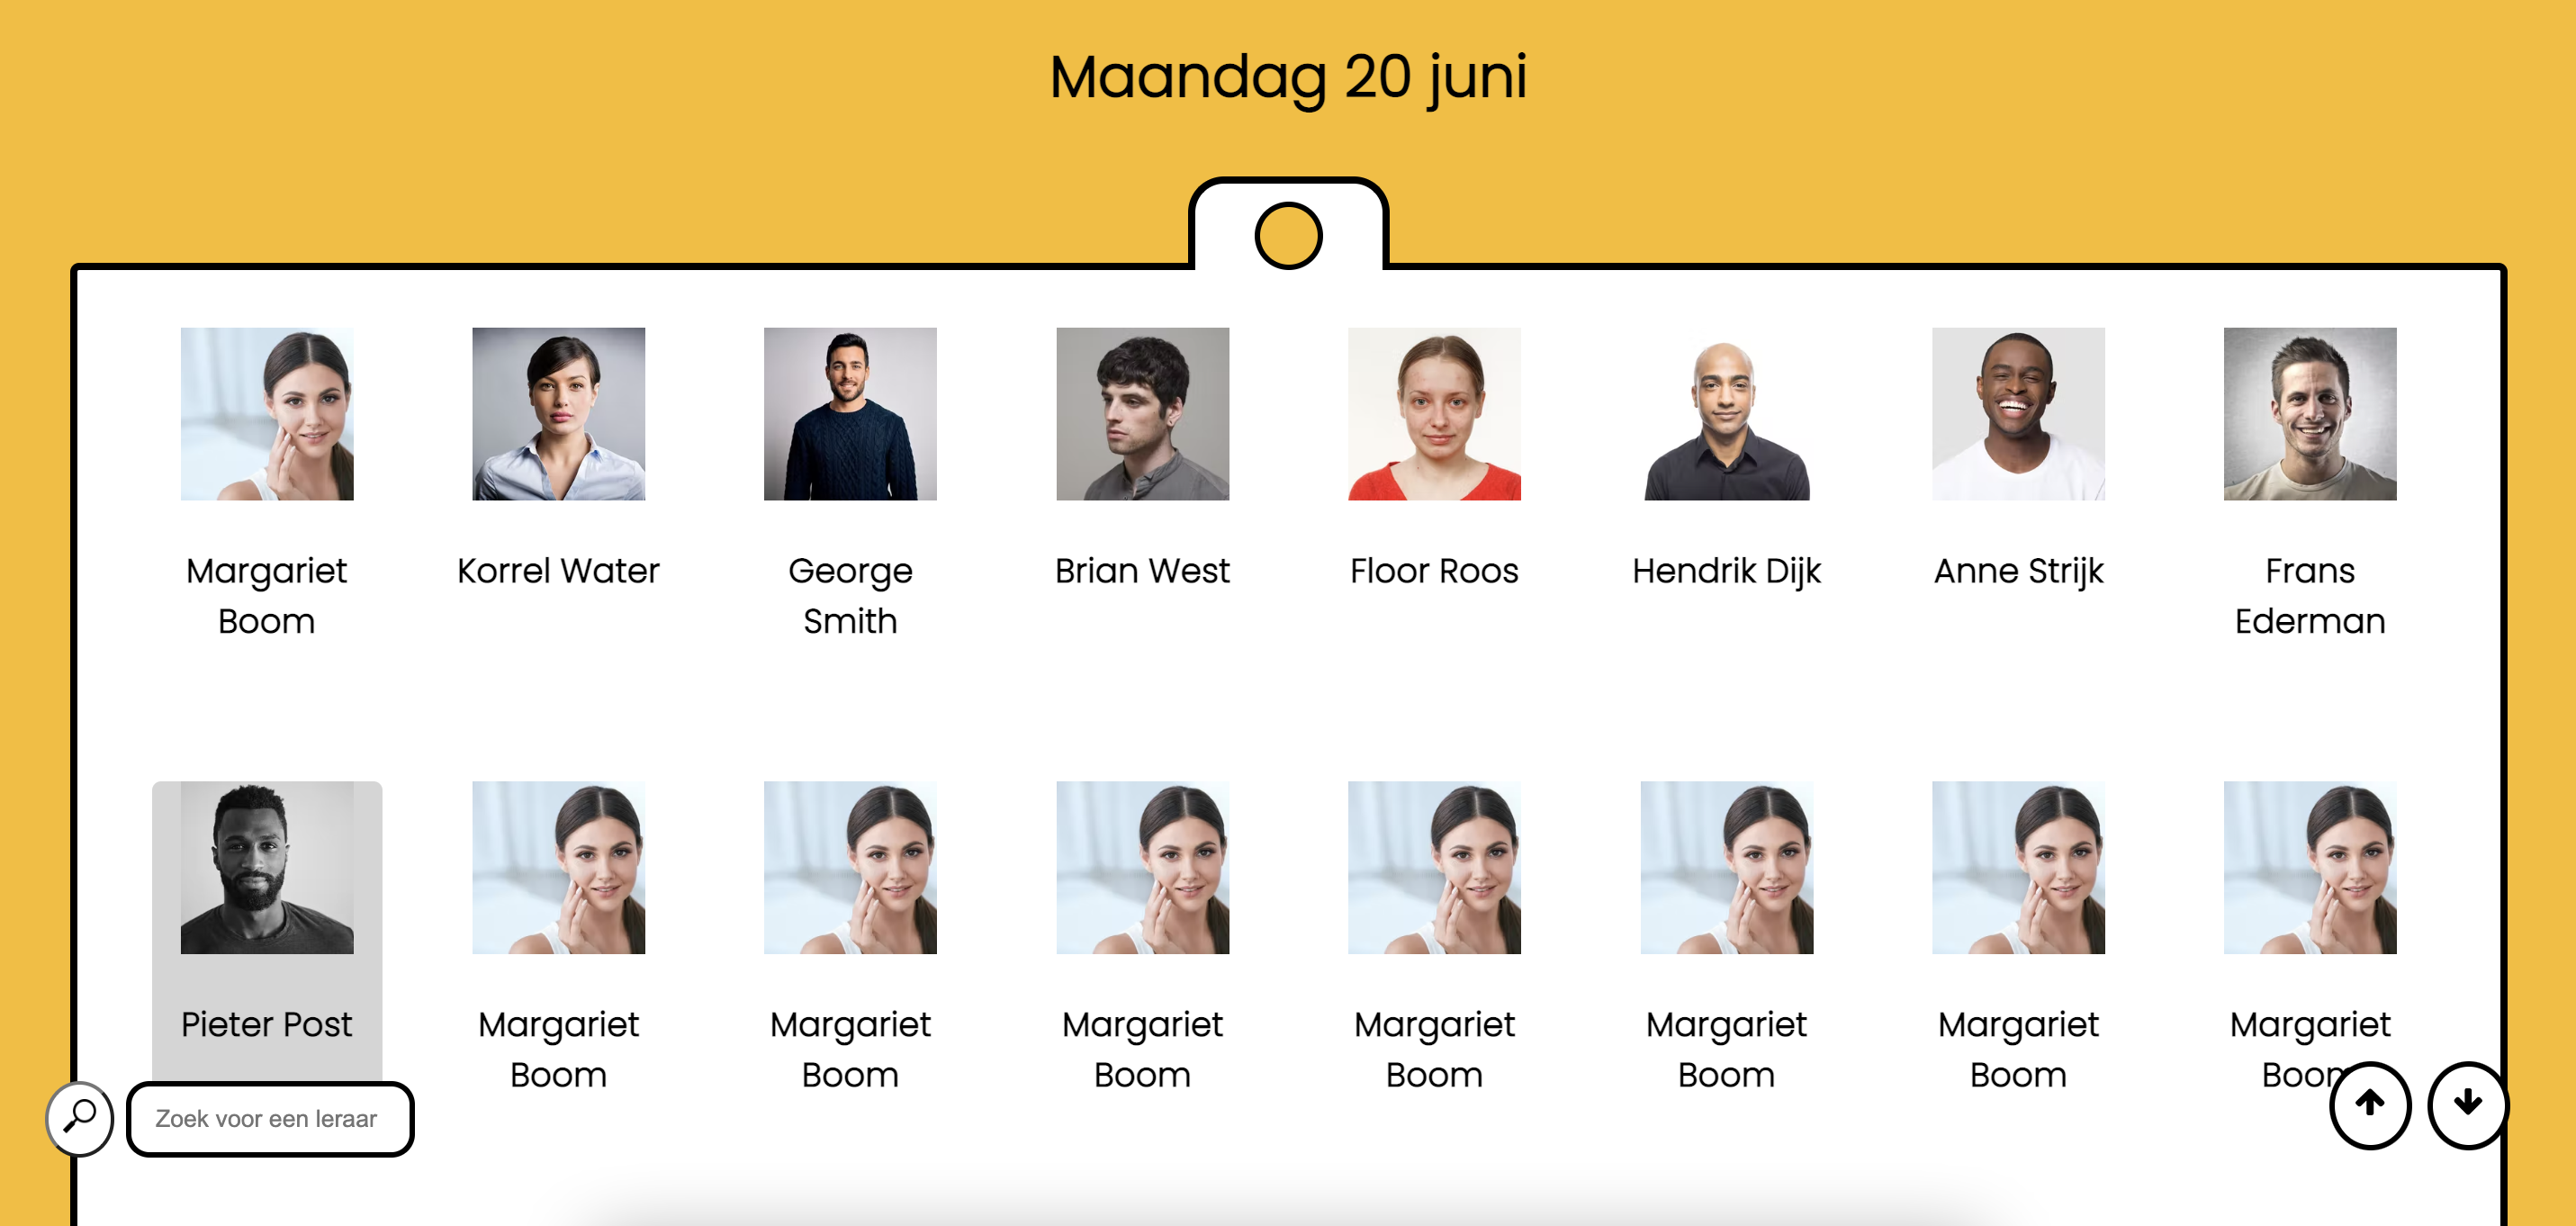 Maandag 20 juni
Margariet
Boom
Korrel Water
George
Smith
Brian West
Floor Roos
Hendrik Dijk
Anne Strijk
Frans
Ederman
Pieter Post
Margariet
Boom
Margariet
Boom
Margariet
Boom
Margariet
Boom
Margariet
Boom
Margariet
Boom
Margariet
Boom
Zoek voor een leraar